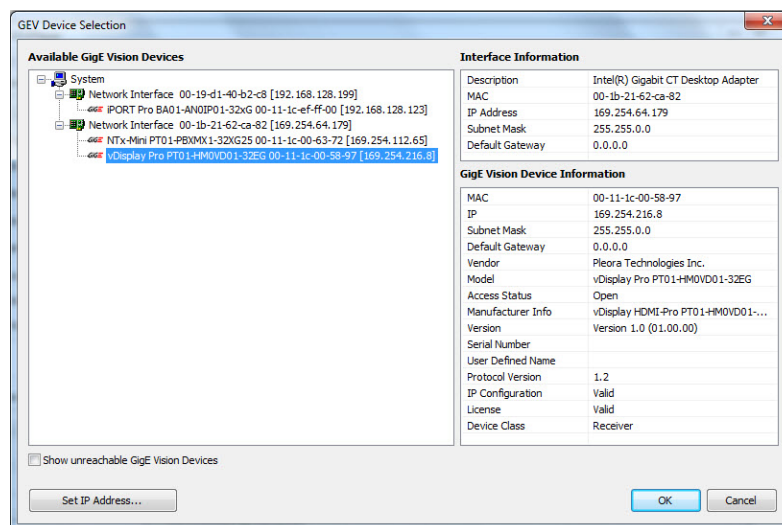 GEV Device Selection
Available GigE Vision Devices
System
Network Interface 00-19-d1-40-b2-c8 [192.168.128.199]
GIGE iPORT Pro BA01-AN0IP01-32xG 00-11-1c-ef-ff-00 [192.168.128.123]
Network Interface 00-1b-21-62-ca-82 [169.254.64.179]
GIGE NTx-Mini PT01-PBXMX1-32XG25 00-11-1c-00-63-72 [169.254.112.65]
GIGE vDisplay Pro PT01-HM0VD01-32EG 00-11-1c-00-58-97 [169.254.216.8]
Show unreachable GigE Vision Devices
Set IP Address...
Interface Information
Description Intel(R) Gigabit CT Desktop Adapter
MAC 00-1b-21-62-ca-82
IP Address 169.254.64.179
Subnet Mask 255.255.0.0
Default Gateway 0.0.0.0
GigE Vision Device Information
MAC 00-11-1c-00-58-97
IP 169.254.216.8
Subnet Mask 255.255.0.0
Default Gateway 0.0.0.0
Vendor Pleora Technologies Inc.
Model vDisplay Pro PT01-HM0VD01-32EG
Access Status Open
Manufacturer Info vDisplay HDMI-Pro PT01-HM0VD01-...
Version Version 1.0 (01.00.00)
Serial Number
User Defined Name
Protocol Version 1.2
IP Configuration Valid
License Valid
Device Class Receiver
OK Cancel